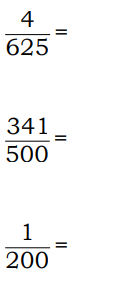 4/625 =
341/500 =
1/200 =